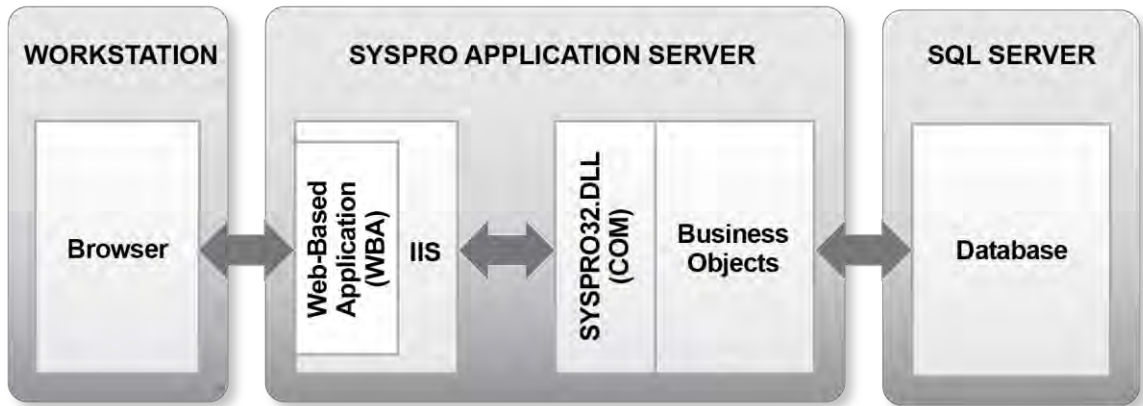 WORKSTATION
Browser
SYSPRO APPLICATION SERVER
Web-Based
Application
(WBA)
IIS
SYSPRO32.DLL
(COM)
Business
Objects
SQL SERVER
Database